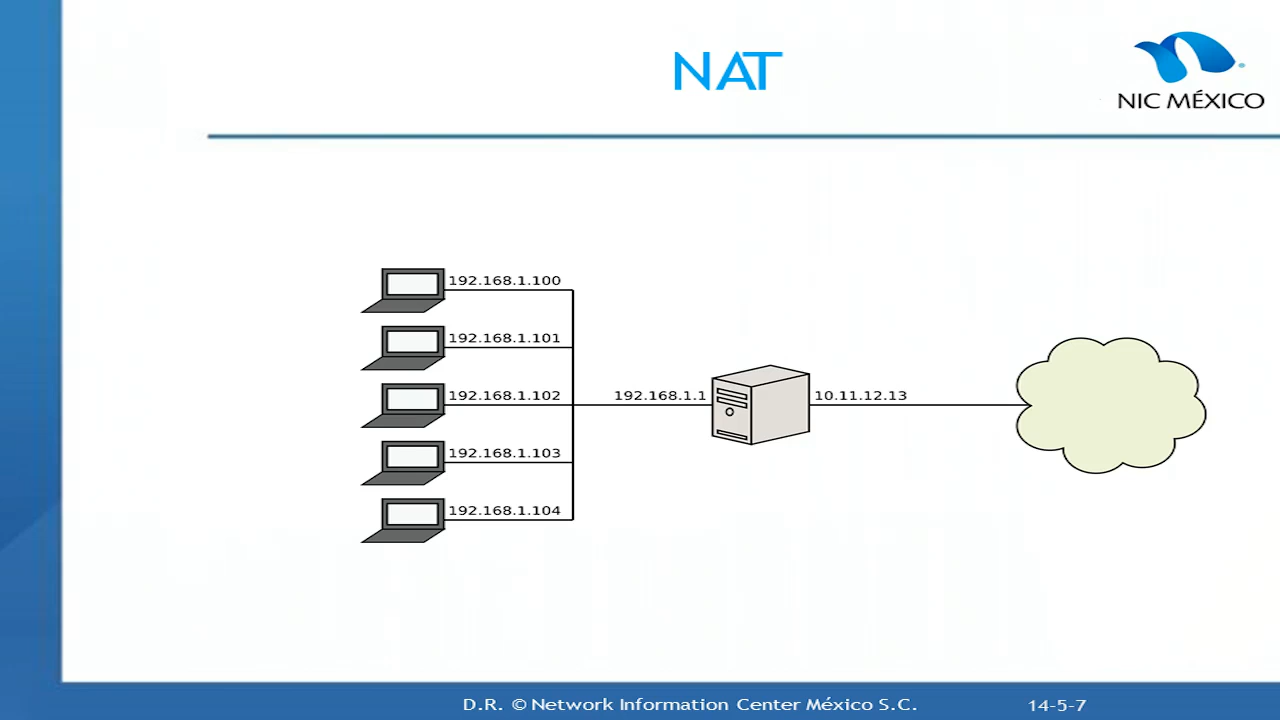 NAT
NIC MÉXICO
192.168.1.100
192.168.1.101
192.168.1.102
192.168.1.1
10.11.12.13
192.168.1.103
192.168.1.104
D.R. © Network Information Center México S.C.
14-5-7